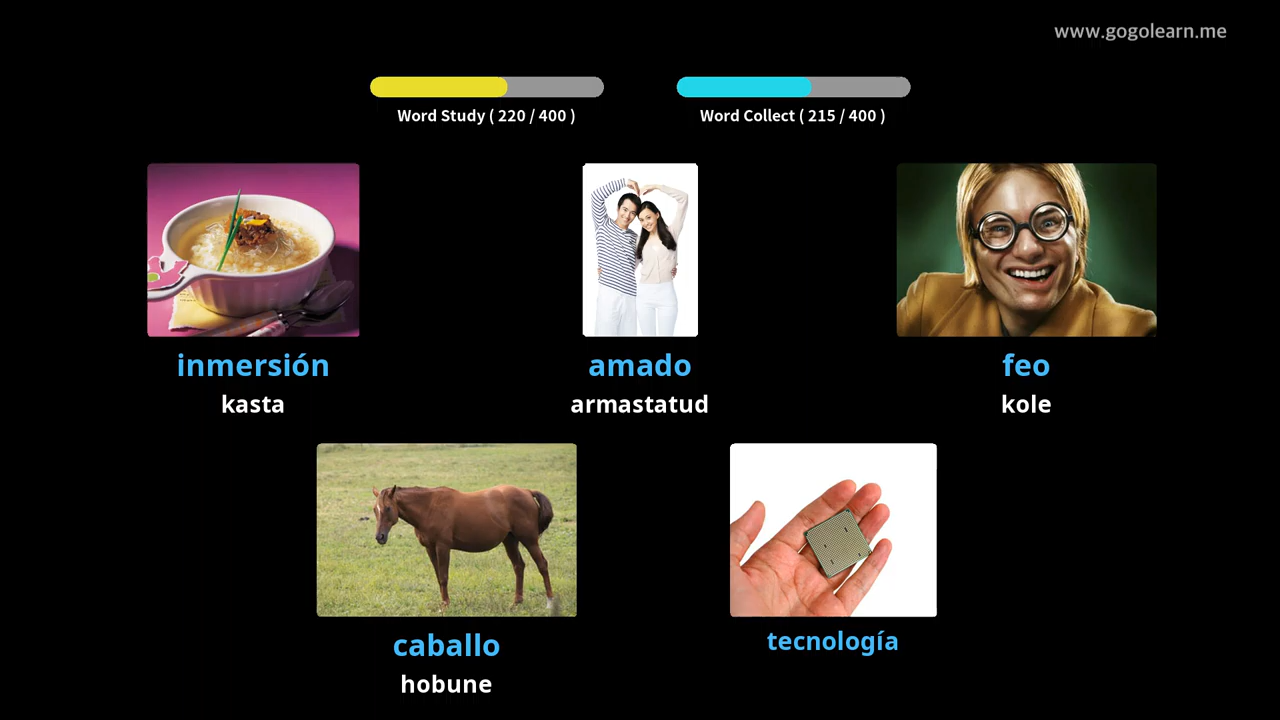 www.gogolearn.me
Word Study ( 220 / 400 )
Word Collect ( 215 / 400 )
inmersión
kasta
amado
armastatud
feo
kole
caballo
hobune
tecnología